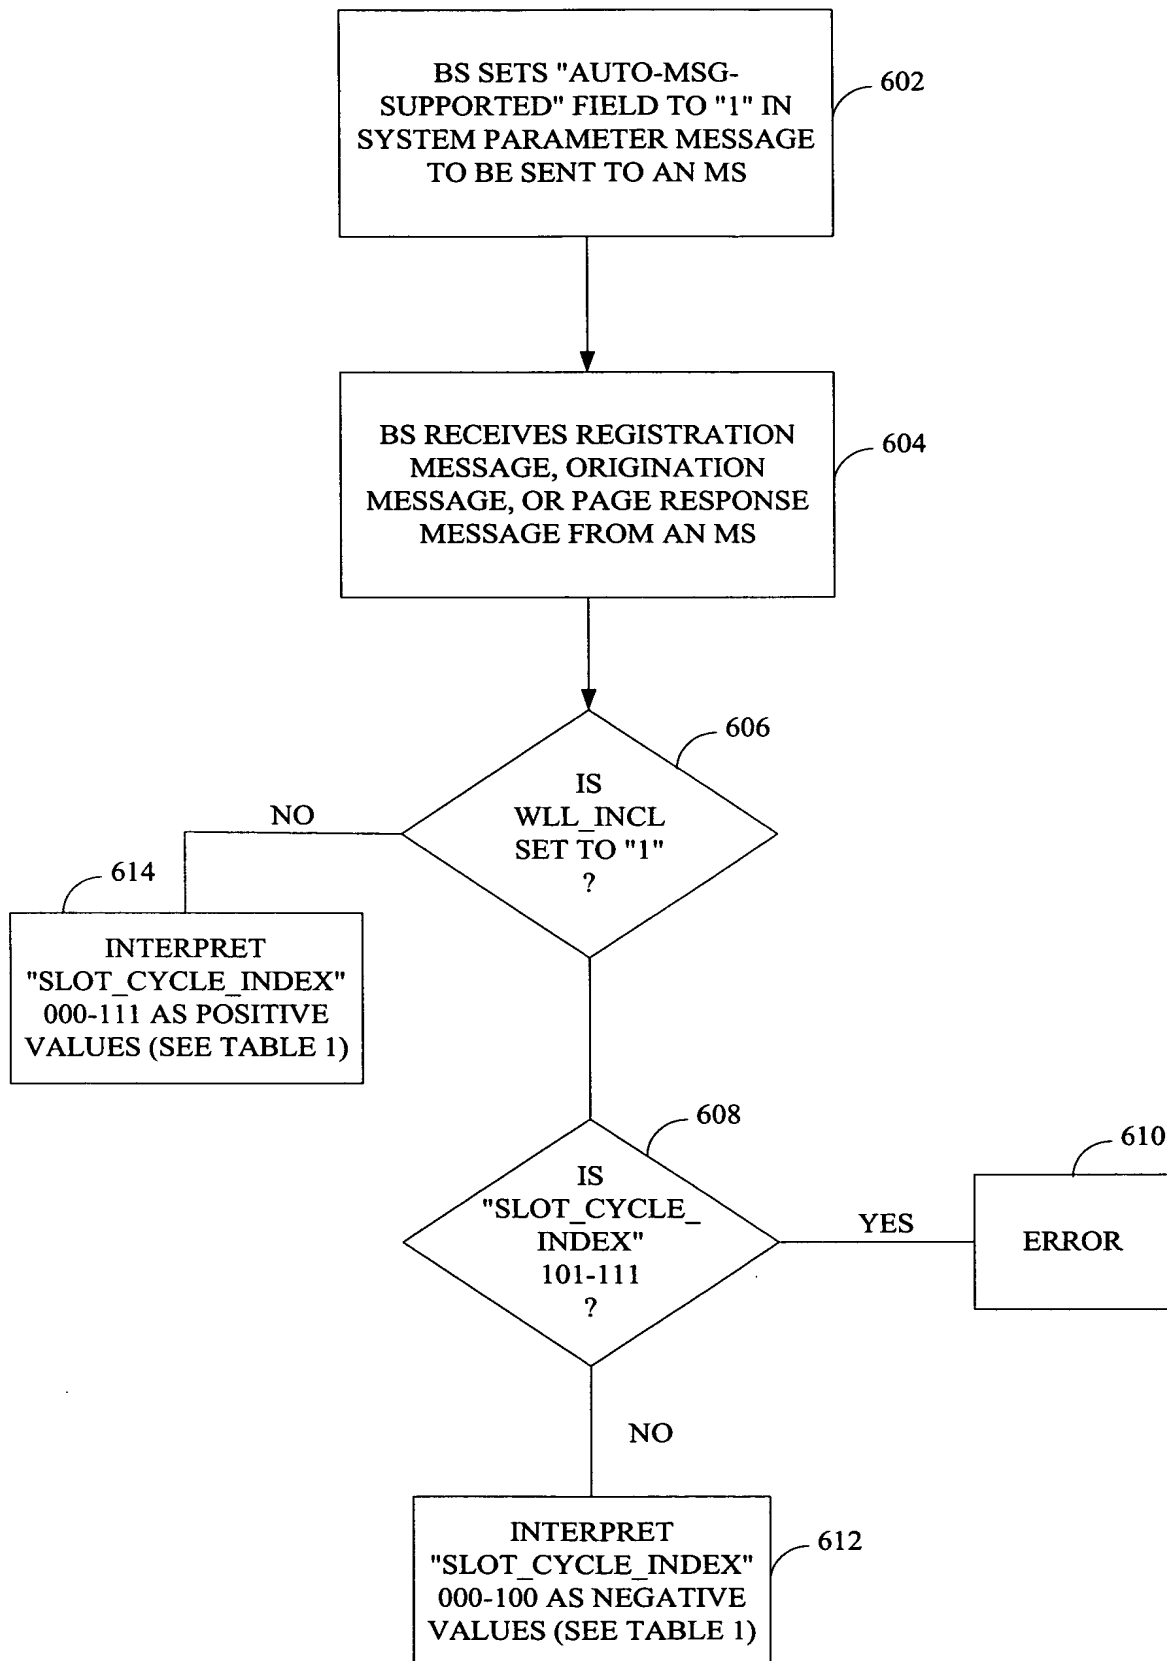 BS SETS "AUTO-MSG-
SUPPORTED" FIELD TO "1" IN
SYSTEM PARAMETER MESSAGE
TO BE SENT TO AN MS
602
BS RECEIVES REGISTRATION
MESSAGE, ORIGINATION
MESSAGE, OR PAGE RESPONSE
MESSAGE FROM AN MS
604
606
IS
WLL_INCL
SET TO "1"
?
NO
614
INTERPRET
"SLOT_CYCLE_INDEX"
000-111 AS POSITIVE
VALUES (SEE TABLE 1)
608
IS
"SLOT_CYCLE_
INDEX"
101-111
?
YES
610
ERROR
NO
INTERPRET
"SLOT_CYCLE_INDEX"
000-100 AS NEGATIVE
VALUES (SEE TABLE 1)
612